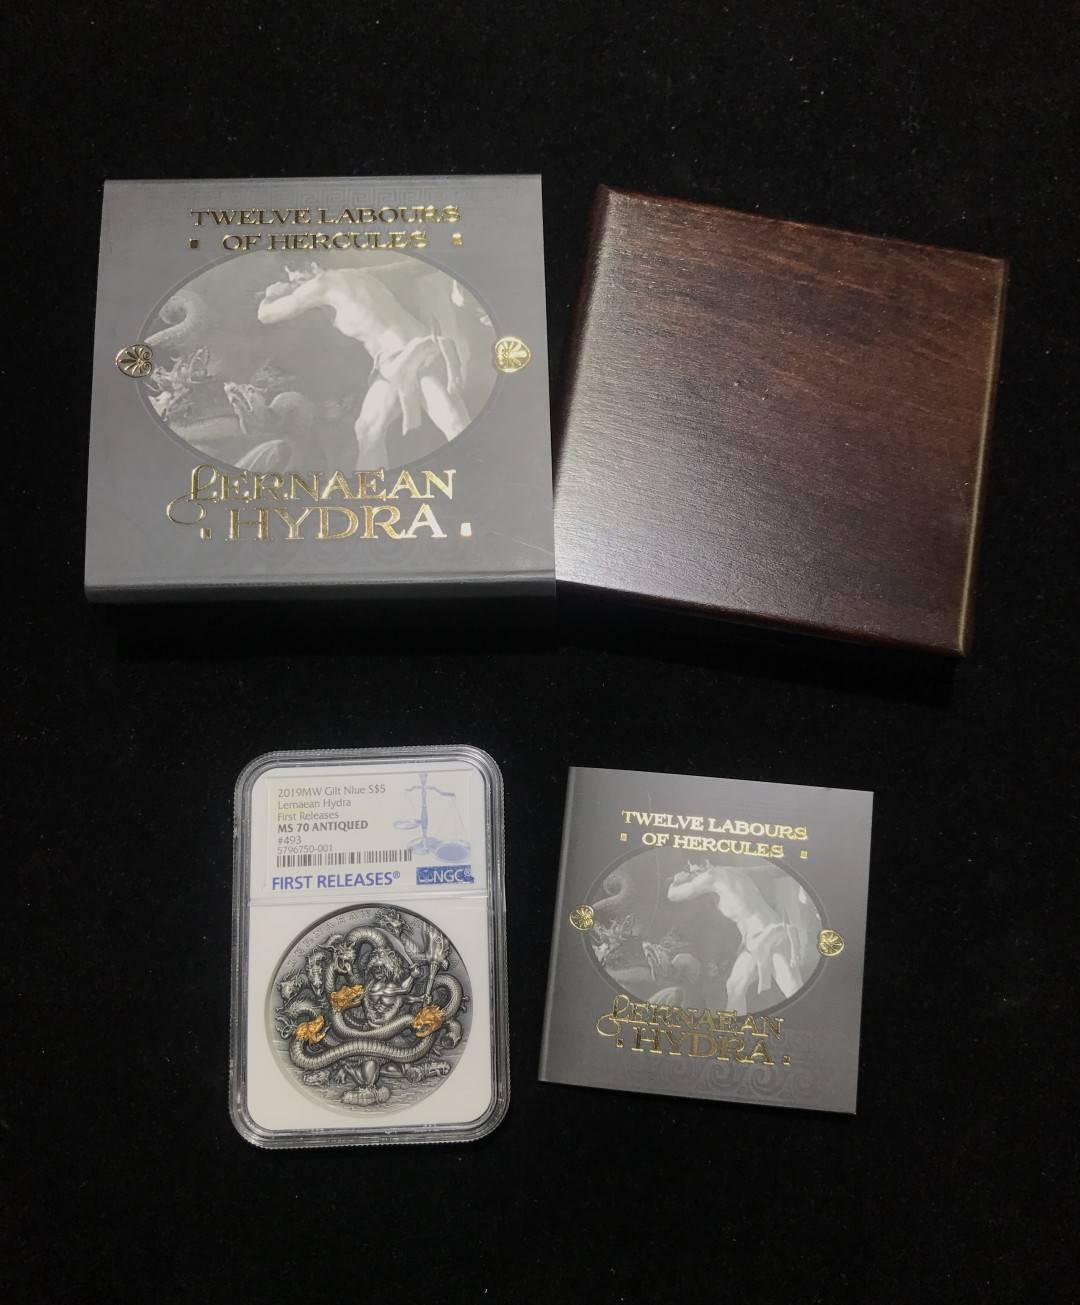 TWELVE LABOURS
OF HERCULES
LERNAEAN
HYDRA
2019MW Gilt Niue S$5
Lernaean Hydra
First Releases
MS 70 ANTIQUED
#493
5796750-001
FIRST RELEASES®
NGC
TWELVE LABOURS
OF HERCULES
LERNAEAN
HYDRA